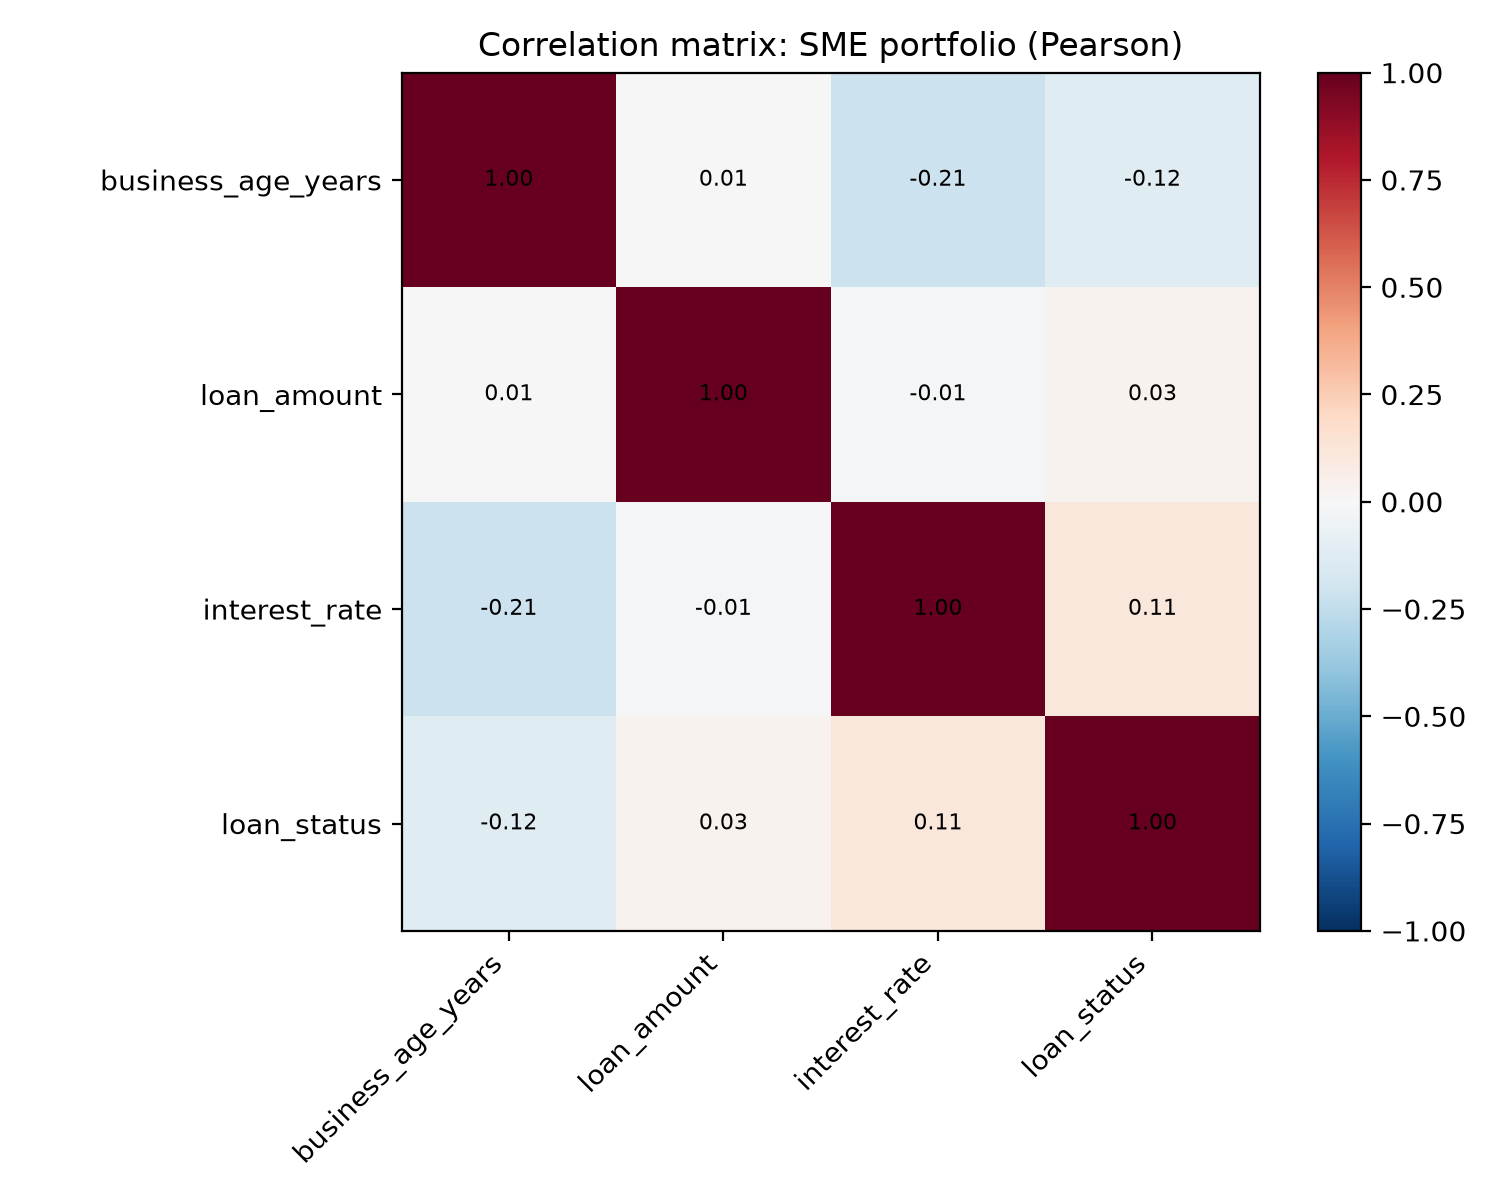 Correlation matrix: SME portfolio (Pearson)
business_age_years 1.00 0.01 -0.21 -0.12
loan_amount 0.01 1.00 -0.01 0.03
interest_rate -0.21 -0.01 1.00 0.11
loan_status -0.12 0.03 0.11 1.00
business_age_years
loan_amount
interest_rate
loan_status
1.00
0.75
0.50
0.25
0.00
−0.25
−0.50
−0.75
−1.00